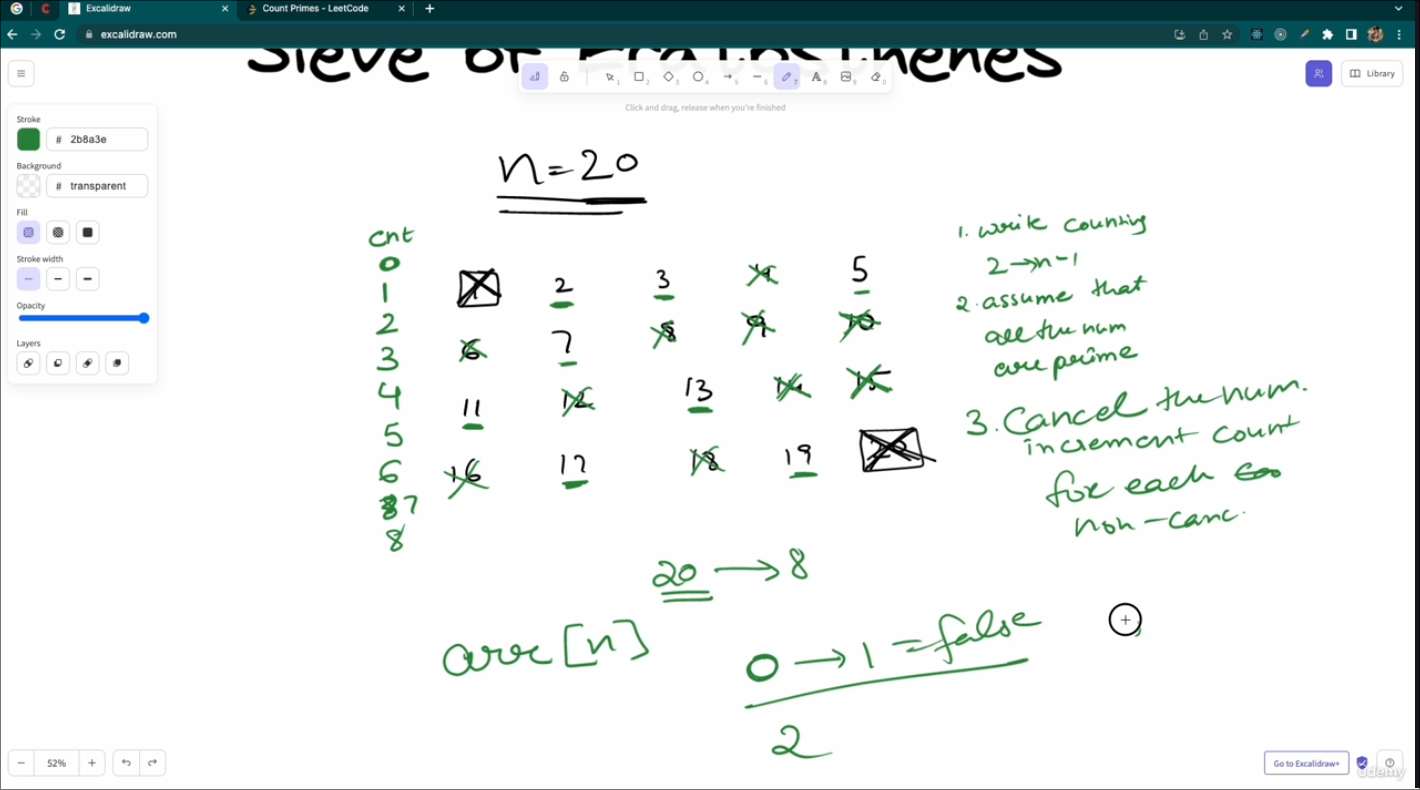 Excalidraw
Count Primes - LeetCode
excalidraw.com
Sieve of Eratosthenes
Click and drag, release when you're finished
Library
Stroke
# 2b8a3e
Background
# transparent
Fill
Stroke width
Opacity
Layers
n=20
cnt
0
1
2
3
4
5
6
7
8
1 2 3 4 5
6 7 8 9 10
11 12 13 14 15
16 17 18 19 20
1. write counting
2→n-1
2. assume that
all the num
are prime
3. Cancel the num.
increment count
for each
non-canc.
20 → 8
arr[n]
0 → 1 = false
2
52%
Go to Excalidraw+
udemy